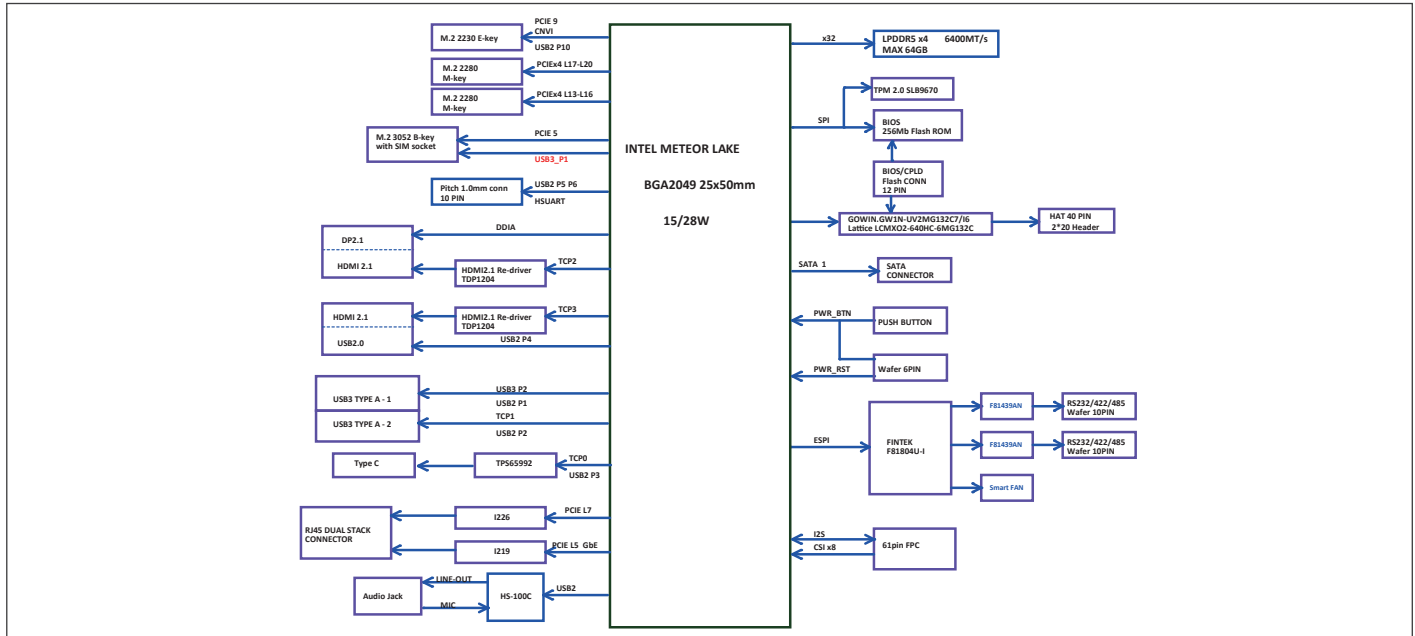 PCIE 9
CNVI
M.2 2230 E-key
USB2 P10
M.2 2280
M-key
PCIEx4 L17-L20
M.2 2280
M-key
PCIEx4 L13-L16
M.2 3052 B-key
with SIM socket
PCIE 5
USB3_P1
Pitch 1.0mm conn
10 PIN
USB2 P5 P6
HSUART
DP2.1
HDMI 2.1
DDIA
HDMI2.1 Re-driver
TDP1204
TCP2
HDMI 2.1
USB2.0
HDMI2.1 Re-driver
TDP1204
TCP3
USB2 P4
USB3 TYPE A - 1
USB3 TYPE A - 2
USB3 P2
USB2 P1
TCP1
USB2 P2
Type C
TPS65992
TCP0
USB2 P3
RJ45 DUAL STACK
CONNECTOR
I226
PCIE L7
I219
PCIE L5 GbE
Audio Jack
LINE-OUT
MIC
HS-100C
USB2
INTEL METEOR LAKE
BGA2049 25x50mm
15/28W
x32
LPDDR5 x4 6400MT/s
MAX 64GB
SPI
TPM 2.0 SLB9670
BIOS
256Mb Flash ROM
BIOS/CPLD
Flash CONN
12 PIN
GOWIN.GW1N-UV2MG132C7/I6
Lattice LCMXO2-640HC-6MG132C
HAT 40 PIN
2*20 Header
SATA 1
SATA
CONNECTOR
PWR_BTN
PUSH BUTTON
PWR_RST
Wafer 6PIN
ESPI
FINTEK
F81804U-I
F81439AN
RS232/422/485
Wafer 10PIN
F81439AN
RS232/422/485
Wafer 10PIN
Smart FAN
I2S
CSI x8
61pin FPC